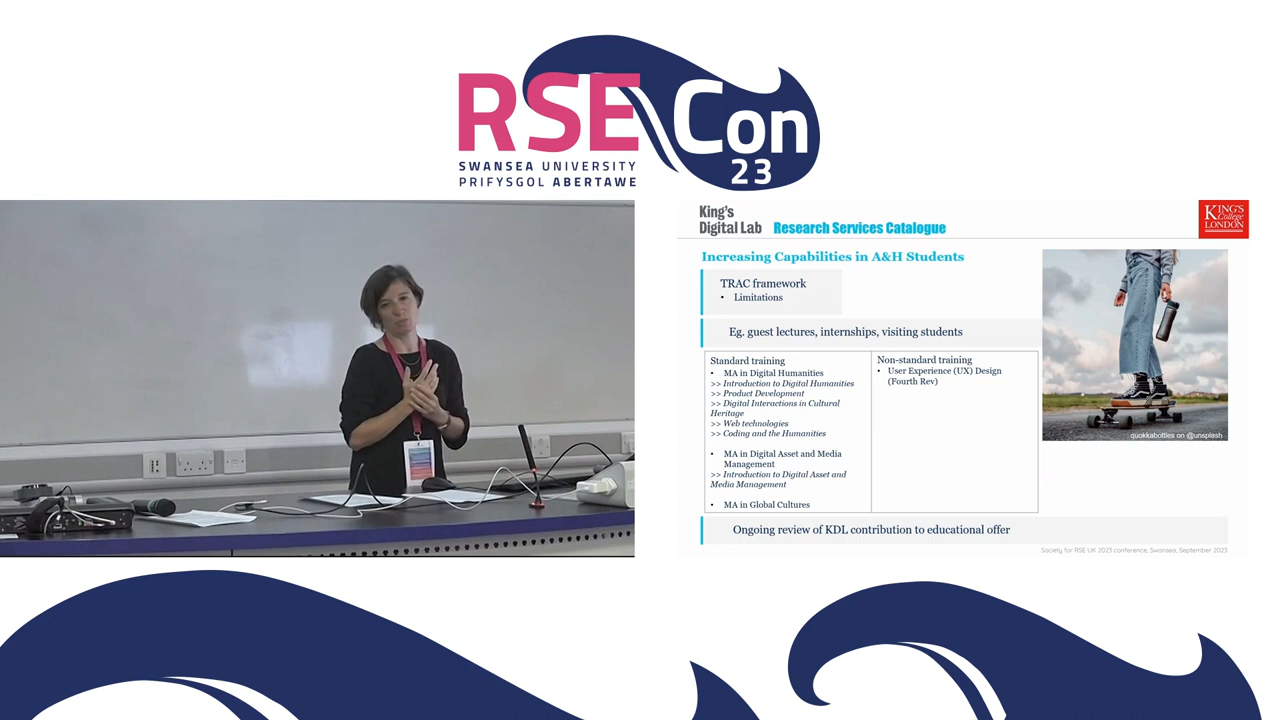 RSE Con
SWANSEA UNIVERSITY
PRIFYSGOL ABERTAWE
23
King's
Digital Lab
Research Services Catalogue
KING'S
College
LONDON
Increasing Capabilities in A&H Students
TRAC framework
• Limitations
Eg. guest lectures, internships, visiting students
Standard training
• MA in Digital Humanities
>> Introduction to Digital Humanities
>> Product Development
>> Digital Interactions in Cultural
Heritage
>> Web technologies
>> Coding and the Humanities
• MA in Digital Asset and Media
Management
>> Introduction to Digital Asset and
Media Management
• MA in Global Cultures
Non-standard training
• User Experience (UX) Design
(Fourth Rev)
quokkabottles on @unsplash
Ongoing review of KDL contribution to educational offer
Society for RSE UK 2023 conference, Swansea, September 2023